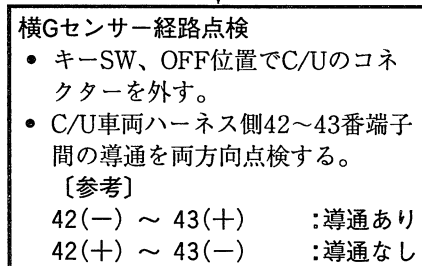 横Gセンサー経路点検
• キーSW、OFF位置でC/Uのコネ
クターを外す。
• C/U車両ハーネス側42〜43番端子
間の導通を両方向点検する。
〔参考〕
42(−) 〜 43(+) :導通あり
42(+) 〜 43(−) :導通なし